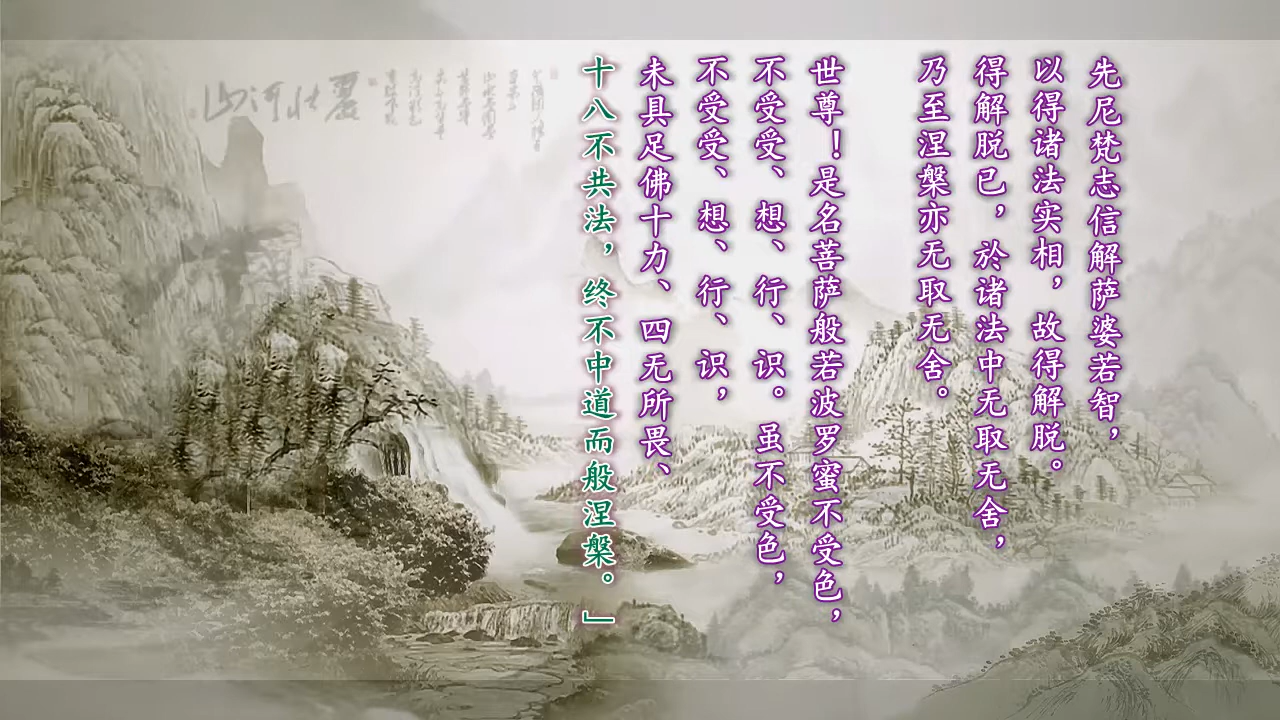 先尼梵志信解萨婆若智，
以得诸法实相，故得解脱。
得解脱已，於诸法中无取无舍，
乃至涅槃亦无取无舍。
世尊！是名菩萨般若波罗蜜不受色，
不受受、想、行、识。虽不受色，
不受受、想、行、识，
未具足佛十力、四无所畏、
十八不共法，终不中道而般涅槃。」